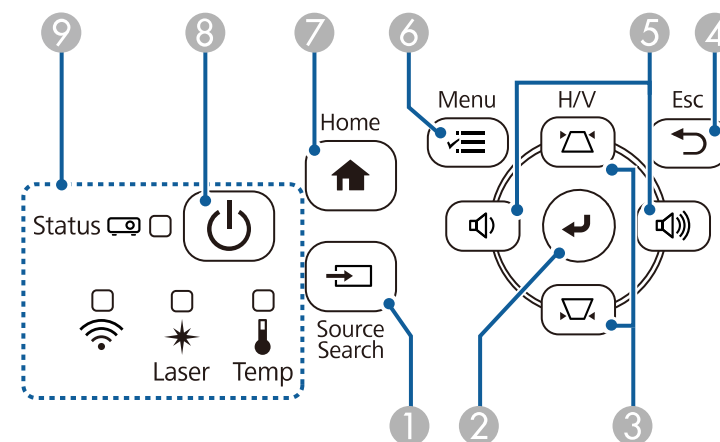 9 8 7 6 5 4
Menu H/V Esc
Home
Status
Source
Search
Laser Temp
1 2 3